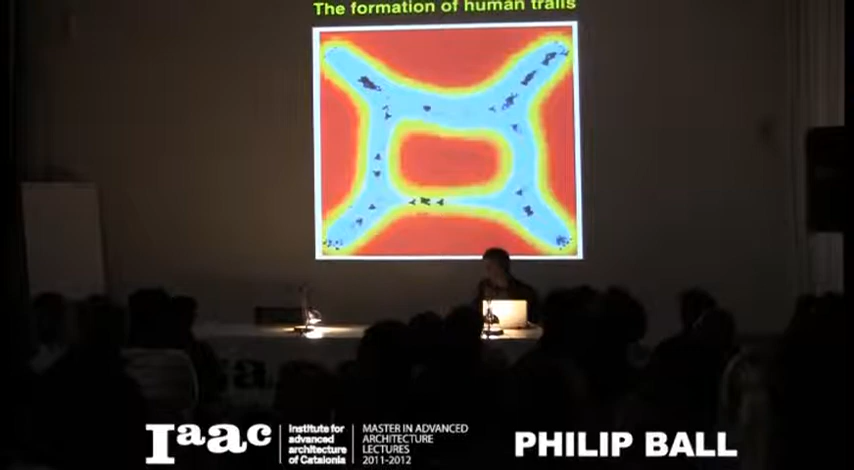 The formation of human trails
Iaac
Institute for
advanced
architecture
of Catalonia
MASTER IN ADVANCED
ARCHITECTURE
LECTURES
2011-2012
PHILIP BALL